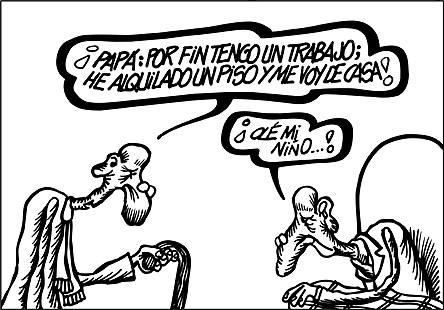 ¡PAPÁ: POR FIN TENGO UN TRABAJO;
HE ALQUILADO UN PISO Y ME VOY DE CASA!
¡OLÉ MI
NIÑO...!